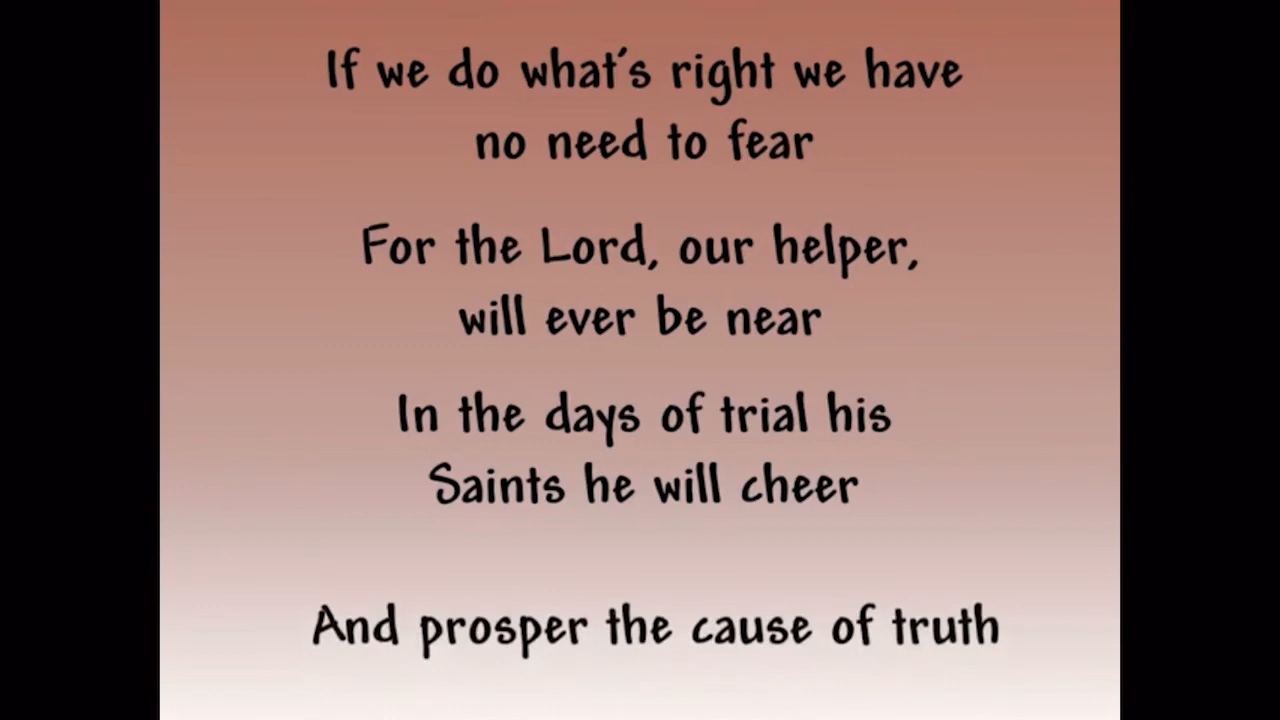 If we do what's right we have
no need to fear
For the Lord, our helper,
will ever be near
In the days of trial his
Saints he will cheer
And prosper the cause of truth